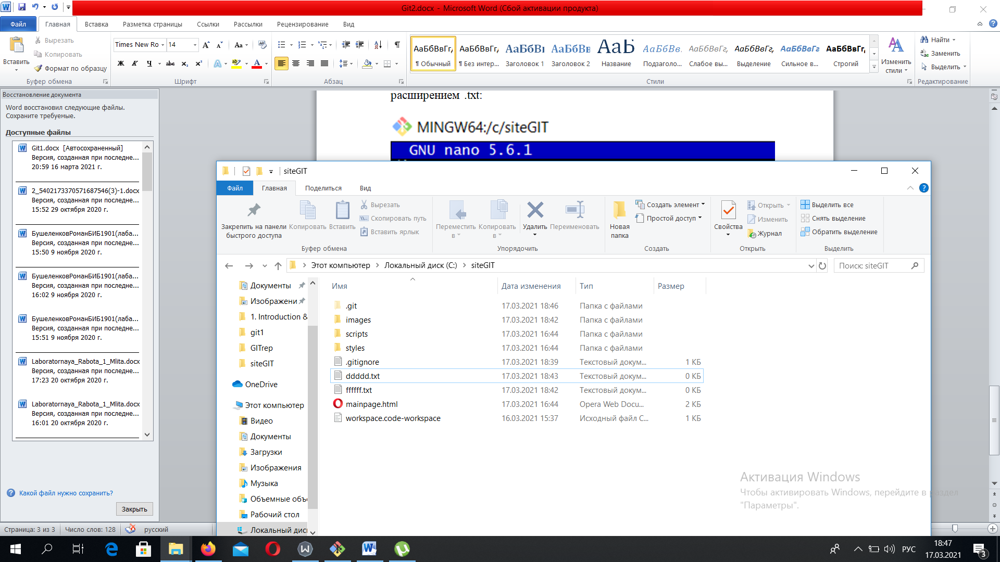 Git2.docx - Microsoft Word (Сбой активации продукта)
Файл Главная Вставка Разметка страницы Ссылки Рассылки Рецензирование Вид
Вставить
Вырезать
Копировать
Формат по образцу
Буфер обмена
Times New Ro 14
Ж К Ч abc x₂ x²
Шрифт
Абзац
АаБбВвГг, АаБбВвГг, АаБбВı АаБбВв АаБ АаБбВв. АаБбВвГг, АаБбВвГг, АаБбВвГг АаБбВвГг,
¶ Обычный ¶ Без интер... Заголовок 1 Заголовок 2 Название Подзаголо... Слабое вы... Выделение Сильное в... Строгий
Стили
Изменить стили
Найти
Заменить
Выделить
Редактирование
Восстановление документа
Word восстановил следующие файлы.
Сохраните требуемые.
Доступные файлы
Git1.docx [Автосохраненный]
Версия, созданная при последне...
20:59 16 марта 2021 г.
2_5402173370571687546(3)-1.docx
Версия, созданная при последне...
15:52 29 октября 2020 г.
БушеленковРоманБИБ1901(лаба...
Версия, созданная при последне...
15:50 9 ноября 2020 г.
БушеленковРоманБИБ1901(лаба...
Версия, созданная при последне...
16:02 9 ноября 2020 г.
БушеленковРоманБИБ1901(лаба...
Версия, созданная при последне...
15:51 9 ноября 2020 г.
Laboratornaya_Rabota_1_Mlita.docx
Версия, созданная при последне...
17:23 20 октября 2020 г.
Laboratornaya_Rabota_1_Mlita.docx
Версия, созданная при последне...
16:01 20 октября 2020 г.
Какой файл нужно сохранить?
Закрыть
расширением .txt:
MINGW64:/c/siteGIT
GNU nano 5.6.1
siteGIT
Файл Главная Поделиться Вид
Закрепить на панели
быстрого доступа
Копировать
Вставить
Вырезать
Скопировать путь
Вставить ярлык
Буфер обмена
Переместить в
Копировать в
Удалить
Переименовать
Упорядочить
Новая папка
Создать элемент
Простой доступ
Создать
Свойства
Открыть
Изменить
Журнал
Открыть
Выделить все
Снять выделение
Обратить выделение
Выделить
Этот компьютер > Локальный диск (C:) > siteGIT
Поиск: siteGIT
Документы
Изображени
1. Introduction &
git1
GITrep
siteGIT
OneDrive
Этот компьютер
Видео
Документы
Загрузки
Изображения
Музыка
Объемные объ
Рабочий стол
Локальный дис
Имя Дата изменения Тип Размер
.git 17.03.2021 18:46 Папка с файлами
images 17.03.2021 18:42 Папка с файлами
scripts 17.03.2021 16:44 Папка с файлами
styles 17.03.2021 16:44 Папка с файлами
.gitignore 17.03.2021 18:39 Текстовый докум... 1 КБ
ddddd.txt 17.03.2021 18:43 Текстовый докум... 0 КБ
ffffff.txt 17.03.2021 18:42 Текстовый докум... 0 КБ
mainpage.html 17.03.2021 16:44 Opera Web Docu... 2 КБ
workspace.code-workspace 16.03.2021 15:37 Исходный файл C... 1 КБ
Активация Windows
Чтобы активировать Windows, перейдите в раздел
"Параметры".
Страница: 3 из 3 Число слов: 128 русский
РУС
18:47
17.03.2021
3